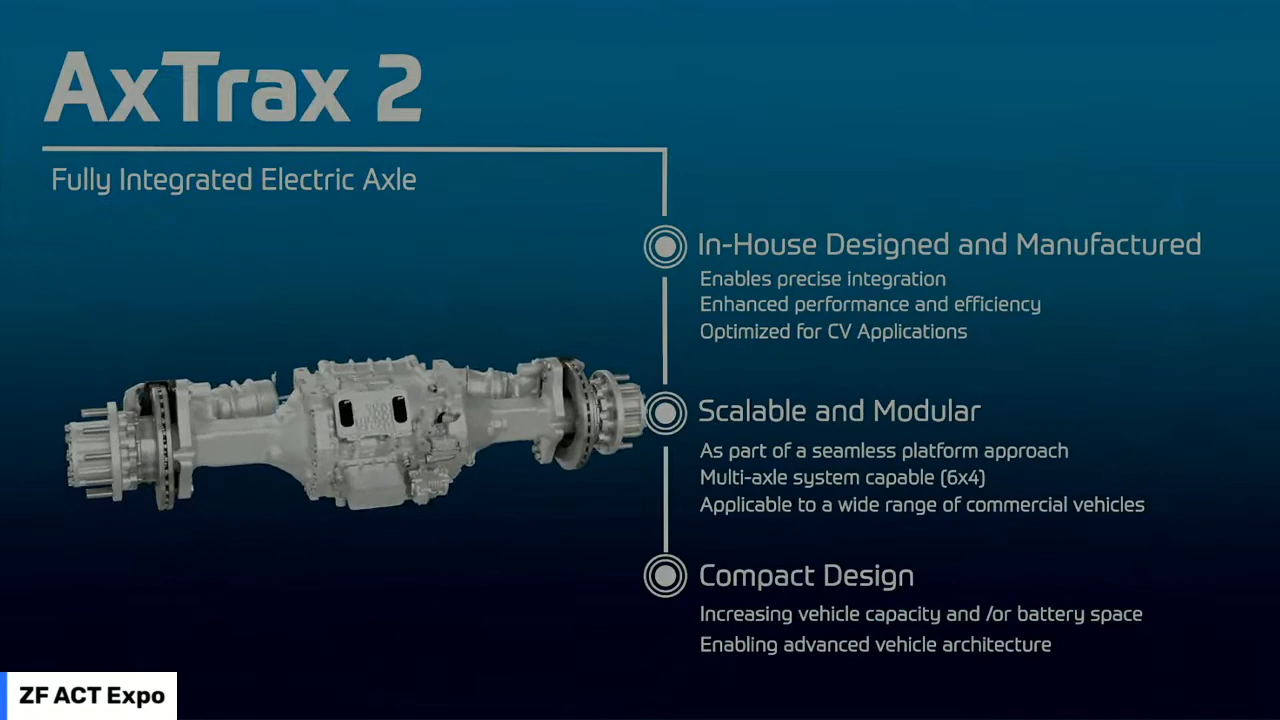 AxTrax 2
Fully Integrated Electric Axle
In-House Designed and Manufactured
Enables precise integration
Enhanced performance and efficiency
Optimized for CV Applications
Scalable and Modular
As part of a seamless platform approach
Multi-axle system capable (6x4)
Applicable to a wide range of commercial vehicles
Compact Design
Increasing vehicle capacity and /or battery space
Enabling advanced vehicle architecture
ZF ACT Expo